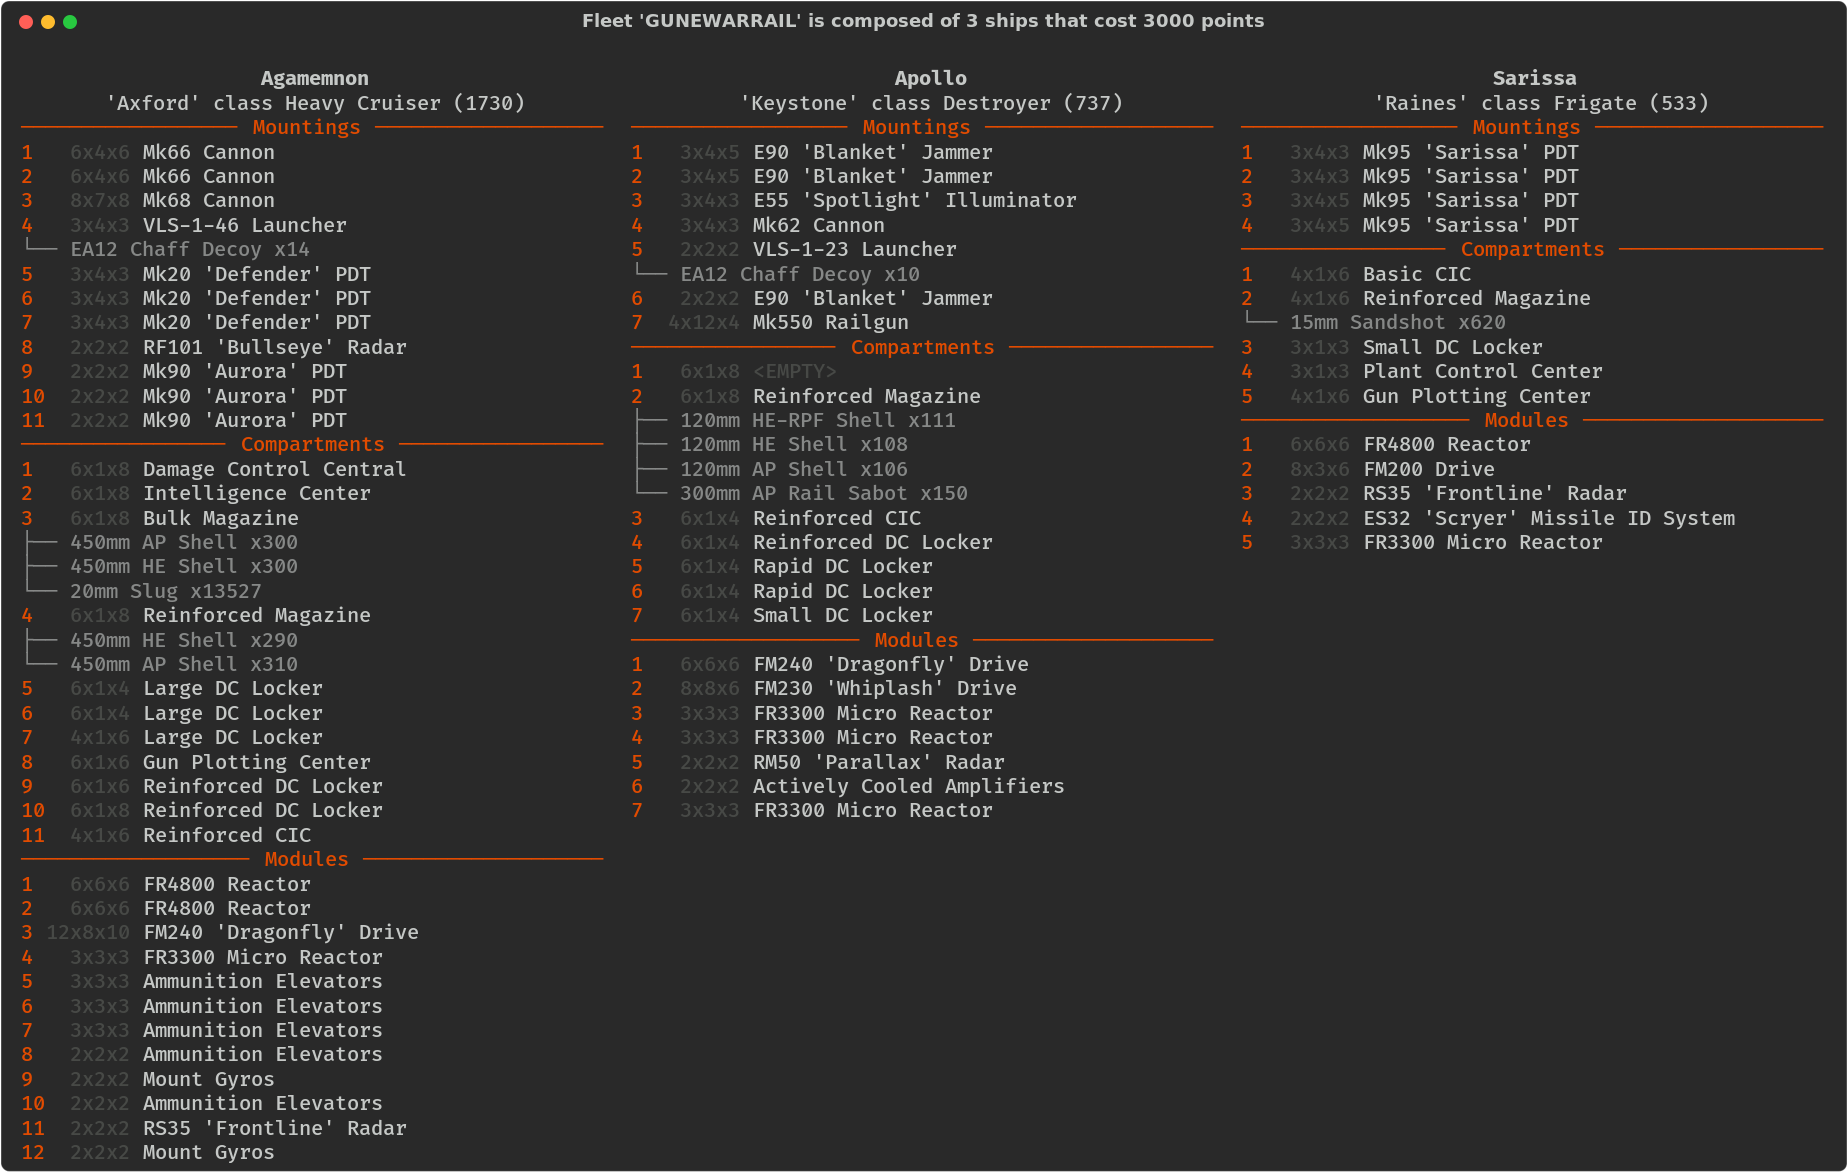 Fleet 'GUNEWARRAIL' is composed of 3 ships that cost 3000 points
Agamemnon
'Axford' class Heavy Cruiser (1730)
Mountings
1 6x4x6 Mk66 Cannon
2 6x4x6 Mk66 Cannon
3 8x7x8 Mk68 Cannon
4 3x4x3 VLS-1-46 Launcher
EA12 Chaff Decoy x14
5 3x4x3 Mk20 'Defender' PDT
6 3x4x3 Mk20 'Defender' PDT
7 3x4x3 Mk20 'Defender' PDT
8 2x2x2 RF101 'Bullseye' Radar
9 2x2x2 Mk90 'Aurora' PDT
10 2x2x2 Mk90 'Aurora' PDT
11 2x2x2 Mk90 'Aurora' PDT
Compartments
1 6x1x8 Damage Control Central
2 6x1x8 Intelligence Center
3 6x1x8 Bulk Magazine
450mm AP Shell x300
450mm HE Shell x300
20mm Slug x13527
4 6x1x8 Reinforced Magazine
450mm HE Shell x290
450mm AP Shell x310
5 6x1x4 Large DC Locker
6 6x1x4 Large DC Locker
7 4x1x6 Large DC Locker
8 6x1x6 Gun Plotting Center
9 6x1x6 Reinforced DC Locker
10 6x1x8 Reinforced DC Locker
11 4x1x6 Reinforced CIC
Modules
1 6x6x6 FR4800 Reactor
2 6x6x6 FR4800 Reactor
3 12x8x10 FM240 'Dragonfly' Drive
4 3x3x3 FR3300 Micro Reactor
5 3x3x3 Ammunition Elevators
6 3x3x3 Ammunition Elevators
7 3x3x3 Ammunition Elevators
8 2x2x2 Ammunition Elevators
9 2x2x2 Mount Gyros
10 2x2x2 Ammunition Elevators
11 2x2x2 RS35 'Frontline' Radar
12 2x2x2 Mount Gyros
Apollo
'Keystone' class Destroyer (737)
Mountings
1 3x4x5 E90 'Blanket' Jammer
2 3x4x5 E90 'Blanket' Jammer
3 3x4x3 E55 'Spotlight' Illuminator
4 3x4x3 Mk62 Cannon
5 2x2x2 VLS-1-23 Launcher
EA12 Chaff Decoy x10
6 2x2x2 E90 'Blanket' Jammer
7 4x12x4 Mk550 Railgun
Compartments
1 6x1x8 <EMPTY>
2 6x1x8 Reinforced Magazine
120mm HE-RPF Shell x111
120mm HE Shell x108
120mm AP Shell x106
300mm AP Rail Sabot x150
3 6x1x4 Reinforced CIC
4 6x1x4 Reinforced DC Locker
5 6x1x4 Rapid DC Locker
6 6x1x4 Rapid DC Locker
7 6x1x4 Small DC Locker
Modules
1 6x6x6 FM240 'Dragonfly' Drive
2 8x8x6 FM230 'Whiplash' Drive
3 3x3x3 FR3300 Micro Reactor
4 3x3x3 FR3300 Micro Reactor
5 2x2x2 RM50 'Parallax' Radar
6 2x2x2 Actively Cooled Amplifiers
7 3x3x3 FR3300 Micro Reactor
Sarissa
'Raines' class Frigate (533)
Mountings
1 3x4x3 Mk95 'Sarissa' PDT
2 3x4x3 Mk95 'Sarissa' PDT
3 3x4x5 Mk95 'Sarissa' PDT
4 3x4x5 Mk95 'Sarissa' PDT
Compartments
1 4x1x6 Basic CIC
2 4x1x6 Reinforced Magazine
15mm Sandshot x620
3 3x1x3 Small DC Locker
4 3x1x3 Plant Control Center
5 4x1x6 Gun Plotting Center
Modules
1 6x6x6 FR4800 Reactor
2 8x3x6 FM200 Drive
3 2x2x2 RS35 'Frontline' Radar
4 2x2x2 ES32 'Scryer' Missile ID System
5 3x3x3 FR3300 Micro Reactor